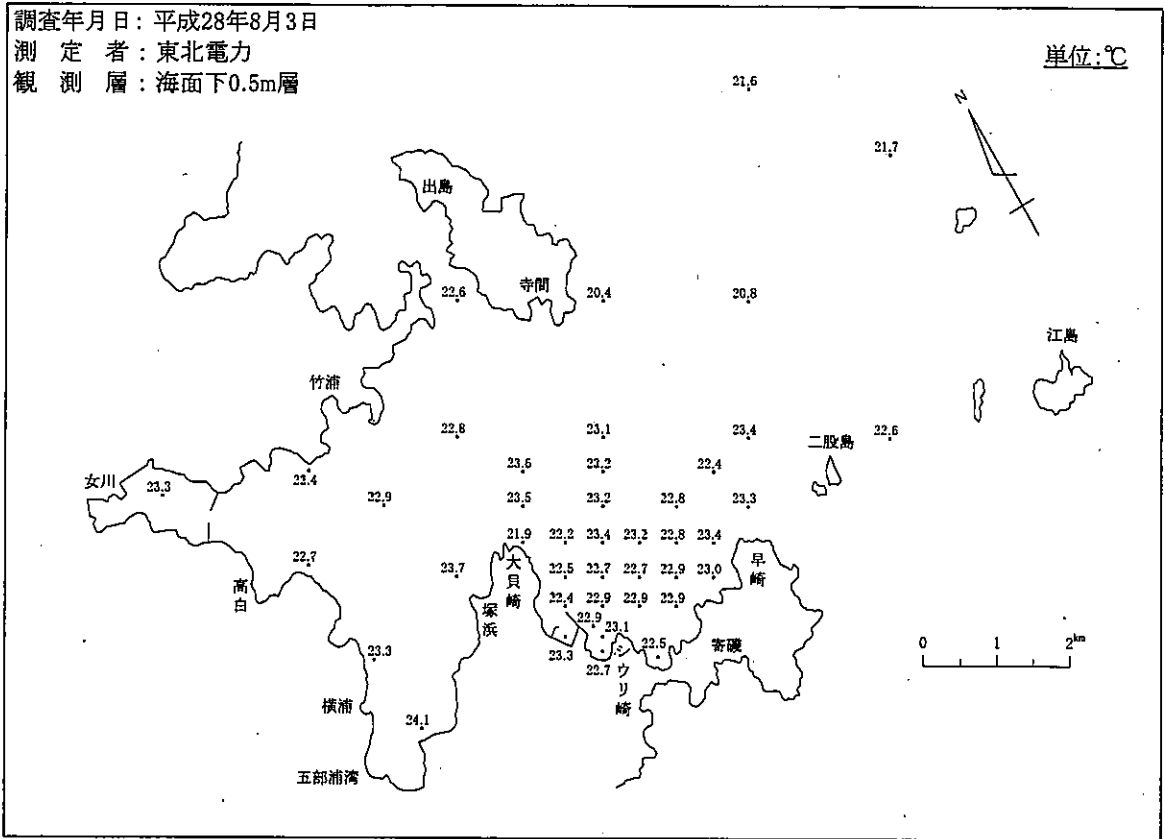 調査年月日：平成28年8月3日
測定者：東北電力
観測層：海面下0.5m層
単位：℃
21.6
21.7
N
出島
寺間
22.6
20.4
20.8
江島
竹浦
22.8
23.1
23.4
22.6
二股島
23.2
22.4
女川
23.3
22.4
22.9
23.5
23.2
22.8
23.3
21.9
22.2
23.4
23.2
22.8
23.4
22.7
高白
23.7
大貝崎
22.5
22.7
22.7
22.9
23.0
早崎
塚浜
22.4
22.9
22.9
22.9
22.9
23.1
23.3
22.7
シウリ崎
22.5
寄磯
0 1 2km
23.3
横浦
24.1
五部浦湾